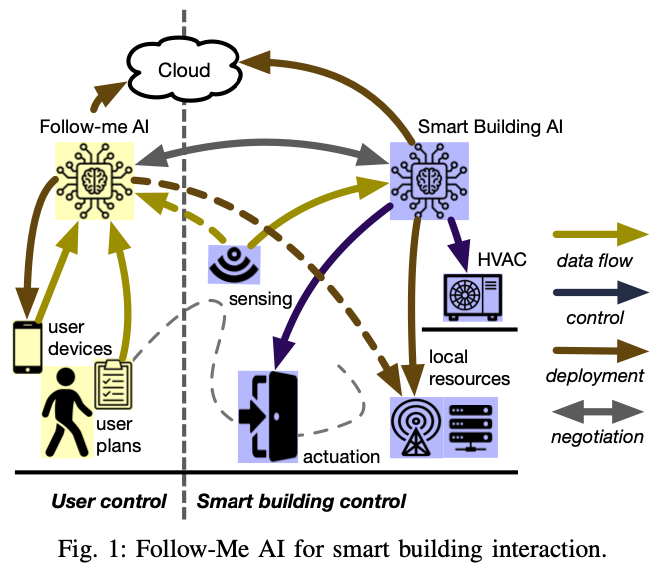 Cloud
Follow-me AI
Smart Building AI
HVAC
data flow
sensing
control
user
devices
local
resources
deployment
user
plans
actuation
negotiation
User control
Smart building control
Fig. 1: Follow-Me AI for smart building interaction.